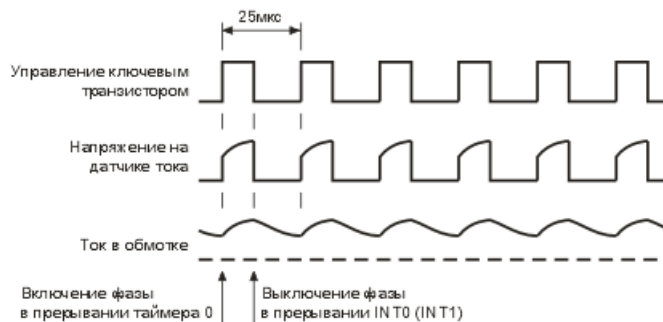 25мкс
Управление ключевым
транзистором
Напряжение на
датчике тока
Ток в обмотке
Включение фазы
в прерывании таймера 0
Выключение фазы
в прерывании INT0 (INT1)